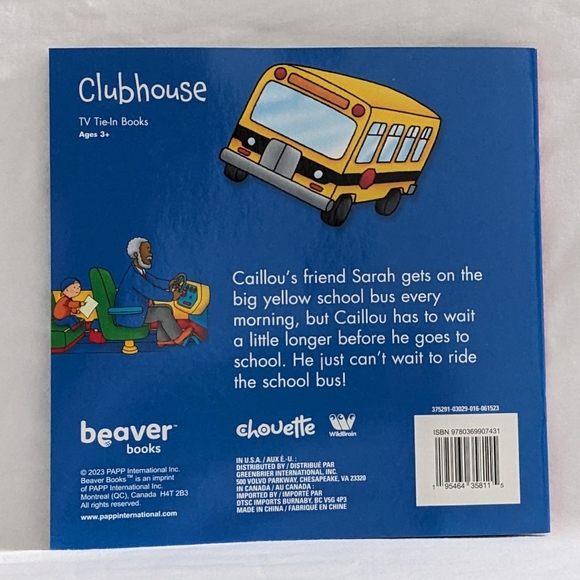 Clubhouse
TV Tie-In Books
Ages 3+
Caillou's friend Sarah gets on the
big yellow school bus every
morning, but Caillou has to wait
a little longer before he goes to
school. He just can't wait to ride
the school bus!
beaver™
books
© 2023 PAPP International Inc.
Beaver Books™ is an imprint
of PAPP International Inc.
Montreal (QC), Canada H4T 2B3
All rights reserved.
www.pappinternational.com
chouette
WildBrain
IN U.S.A. / AUX É.-U. :
DISTRIBUTED BY / DISTRIBUÉ PAR
GREENBRIER INTERNATIONAL, INC.
500 VOLVO PARKWAY, CHESAPEAKE, VA 23320
IN CANADA / AU CANADA :
IMPORTED BY / IMPORTÉ PAR
DTSC IMPORTS BURNABY, BC V5G 4P3
MADE IN CHINA / FABRIQUÉ EN CHINE
375291-03029-016-061523
ISBN 9780369907431
1 95464 35811 5